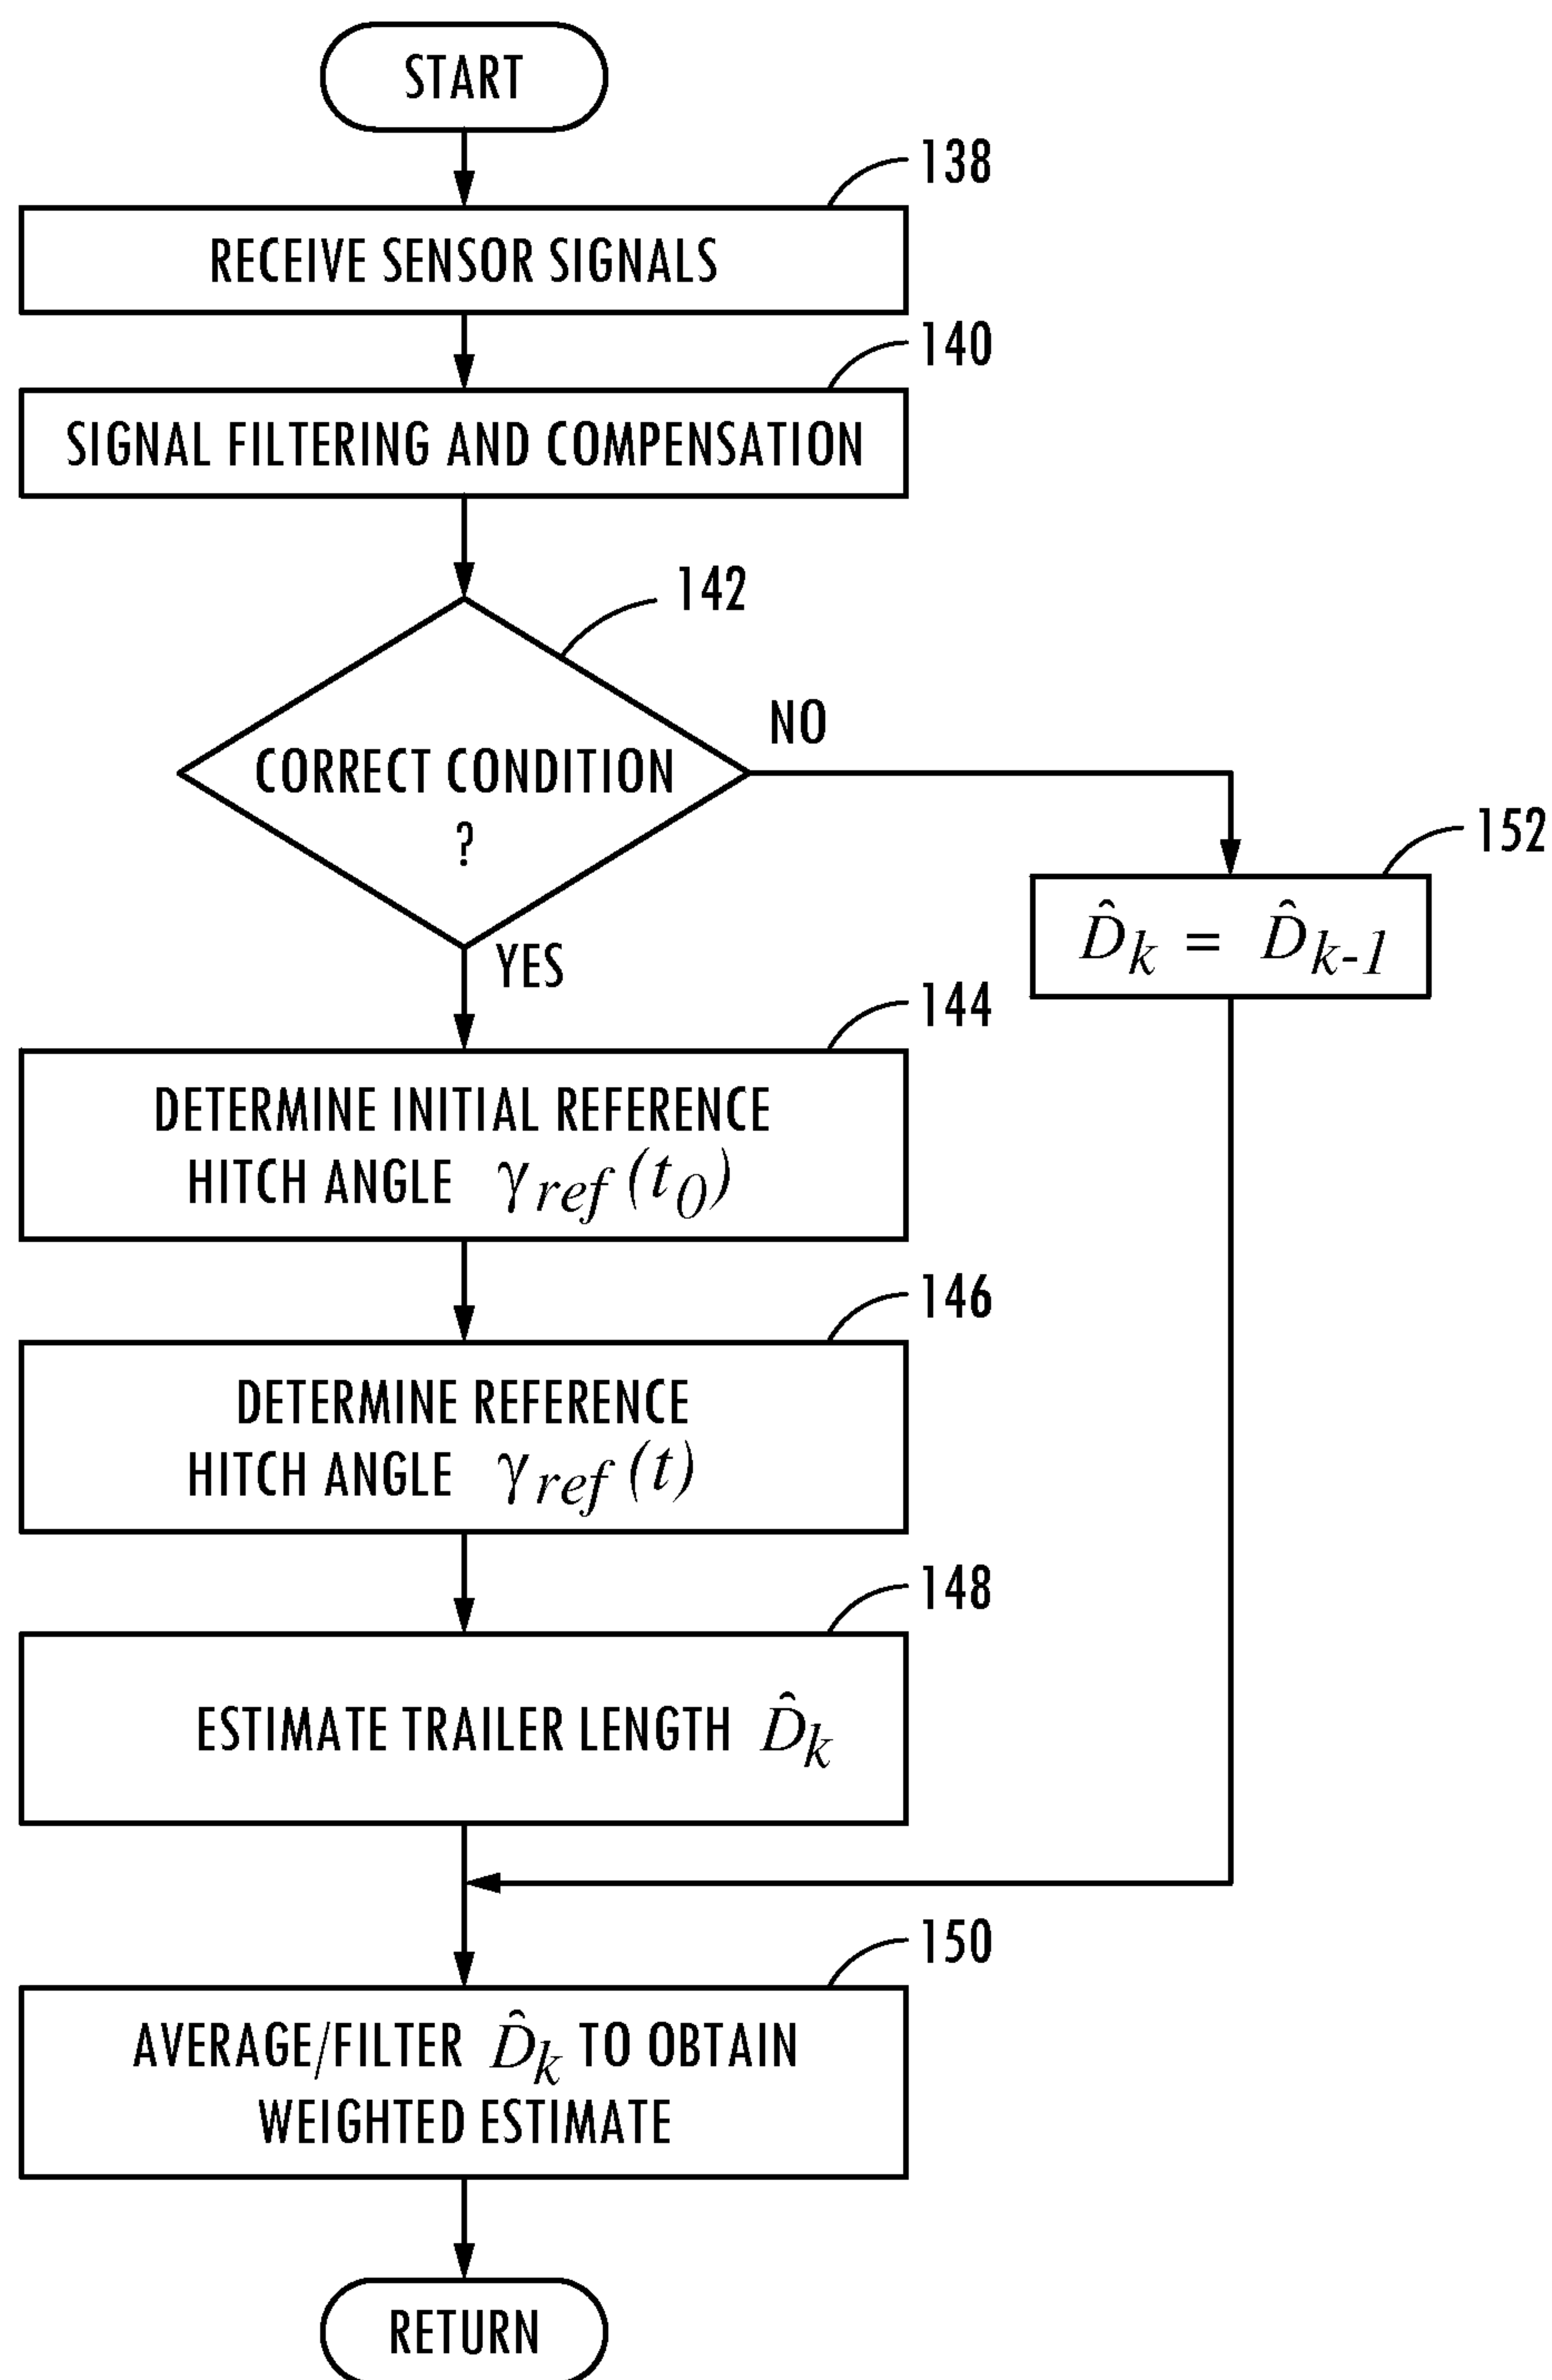 START
138
RECEIVE SENSOR SIGNALS
140
SIGNAL FILTERING AND COMPENSATION
142
CORRECT CONDITION
?
NO
YES
152
D̂k = D̂k-1
144
DETERMINE INITIAL REFERENCE
HITCH ANGLE γref(t0)
146
DETERMINE REFERENCE
HITCH ANGLE γref(t)
148
ESTIMATE TRAILER LENGTH D̂k
150
AVERAGE/FILTER D̂k TO OBTAIN
WEIGHTED ESTIMATE
RETURN